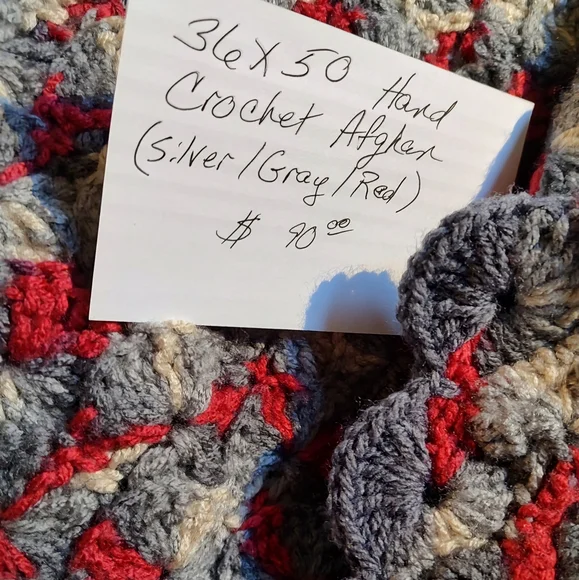 36X50 Hand
Crochet Afghan
(Silver/Gray/Red)
$ 90.00